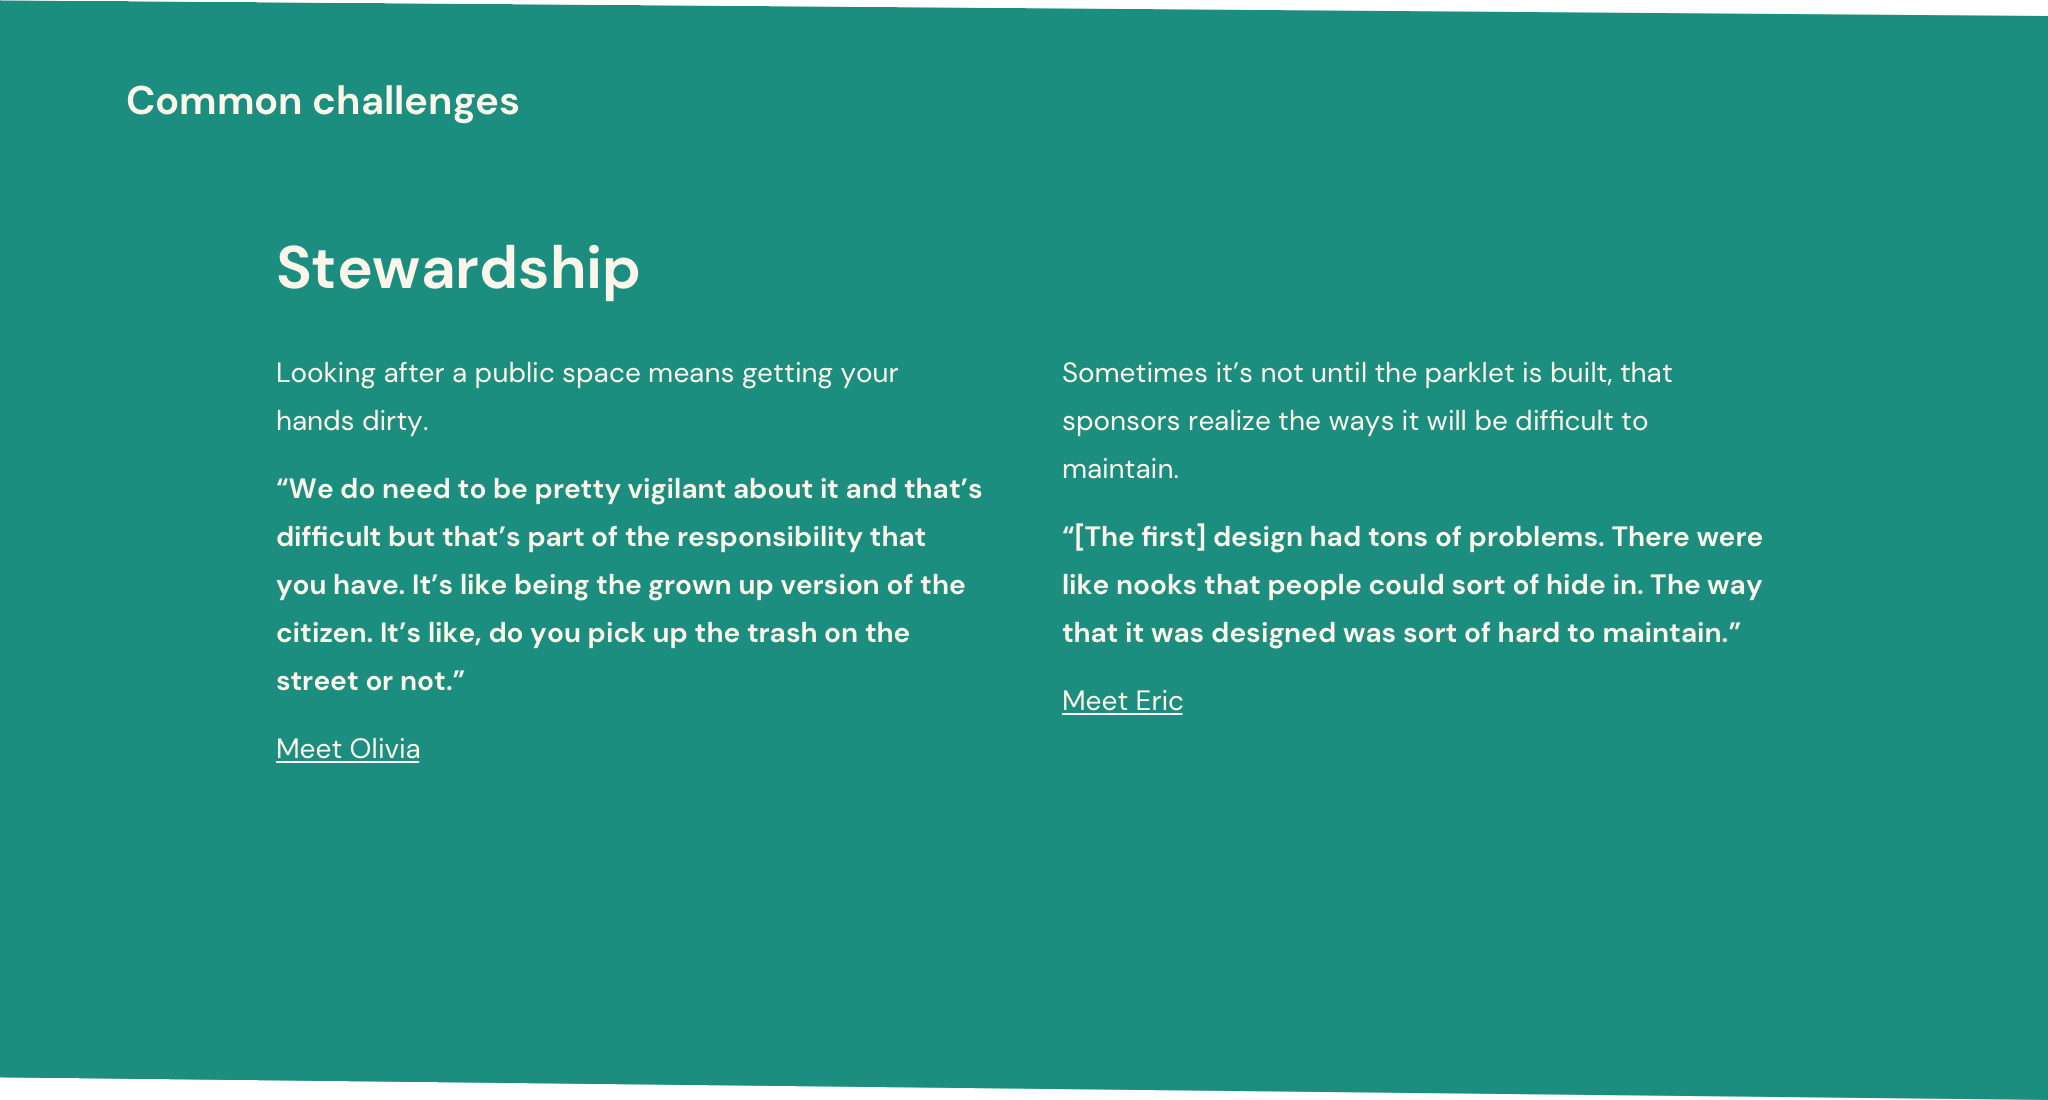 Common challenges
Stewardship
Looking after a public space means getting your
hands dirty.
“We do need to be pretty vigilant about it and that’s
difficult but that’s part of the responsibility that
you have. It’s like being the grown up version of the
citizen. It’s like, do you pick up the trash on the
street or not.”
Meet Olivia
Sometimes it’s not until the parklet is built, that
sponsors realize the ways it will be difficult to
maintain.
“[The first] design had tons of problems. There were
like nooks that people could sort of hide in. The way
that it was designed was sort of hard to maintain.”
Meet Eric